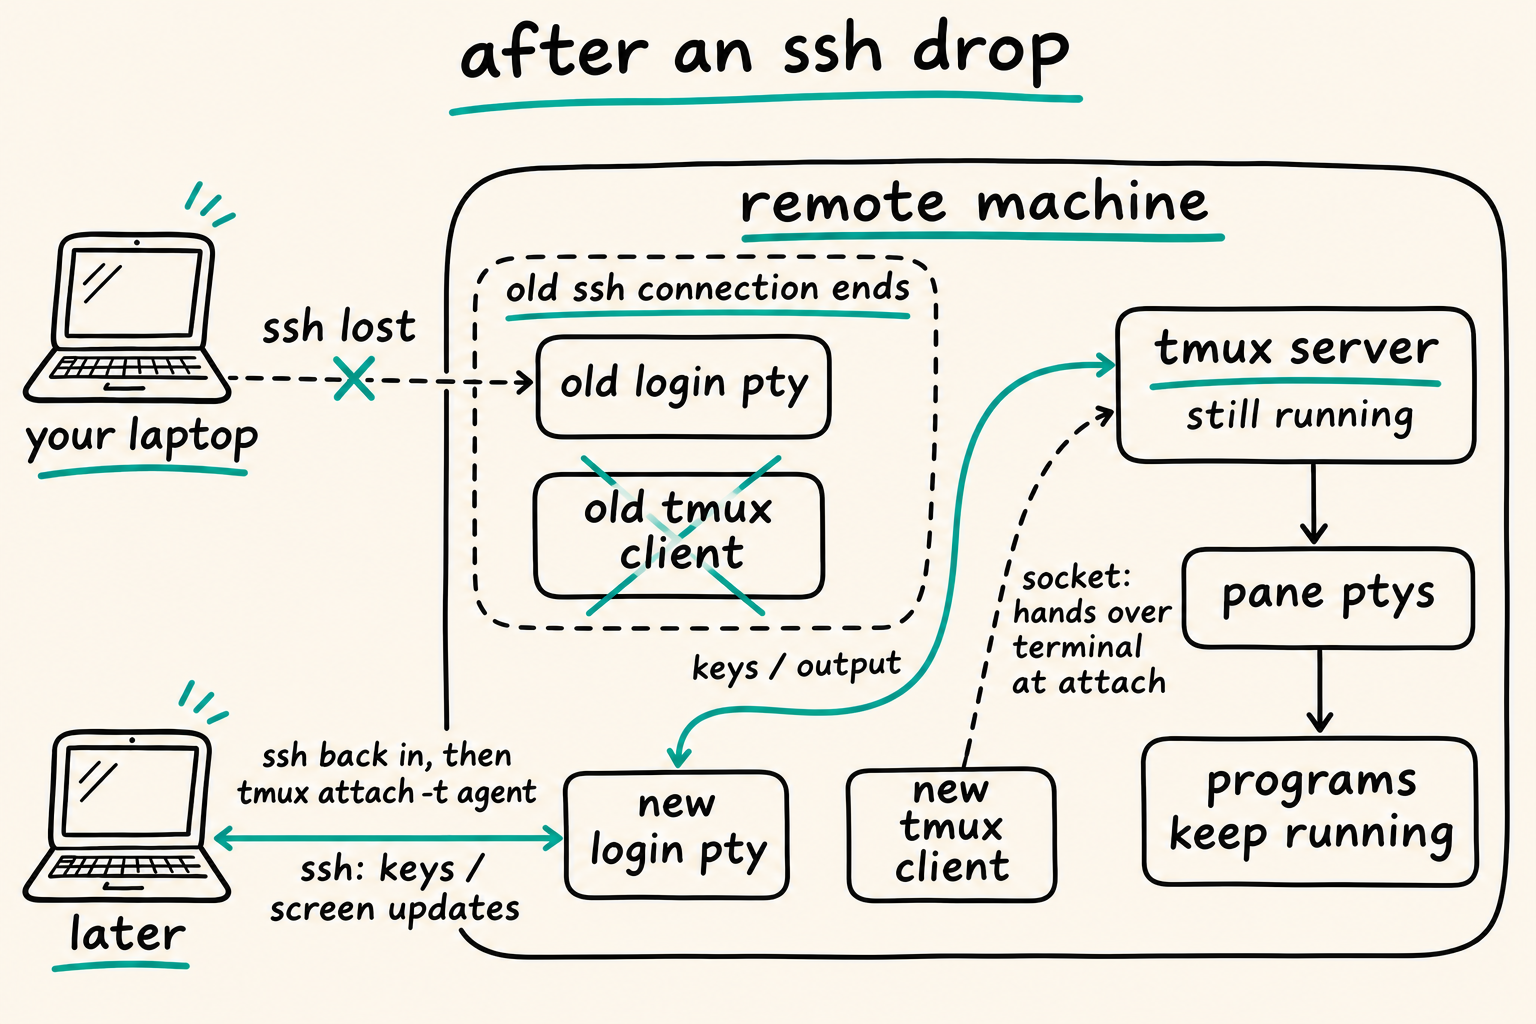 after an ssh drop
remote machine
old ssh connection ends
ssh lost
old login pty
your laptop
old tmux
client
tmux server
still running
socket:
hands over
terminal
at attach
pane ptys
keys / output
ssh back in, then
tmux attach -t agent
ssh: keys /
screen updates
later
new
login pty
new
tmux
client
programs
keep running